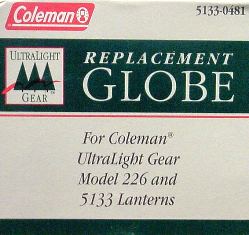 Coleman
5133-0481
ULTRALIGHT
GEAR
REPLACEMENT
GLOBE
For Coleman®
UltraLight Gear
Model 226 and
5133 Lanterns